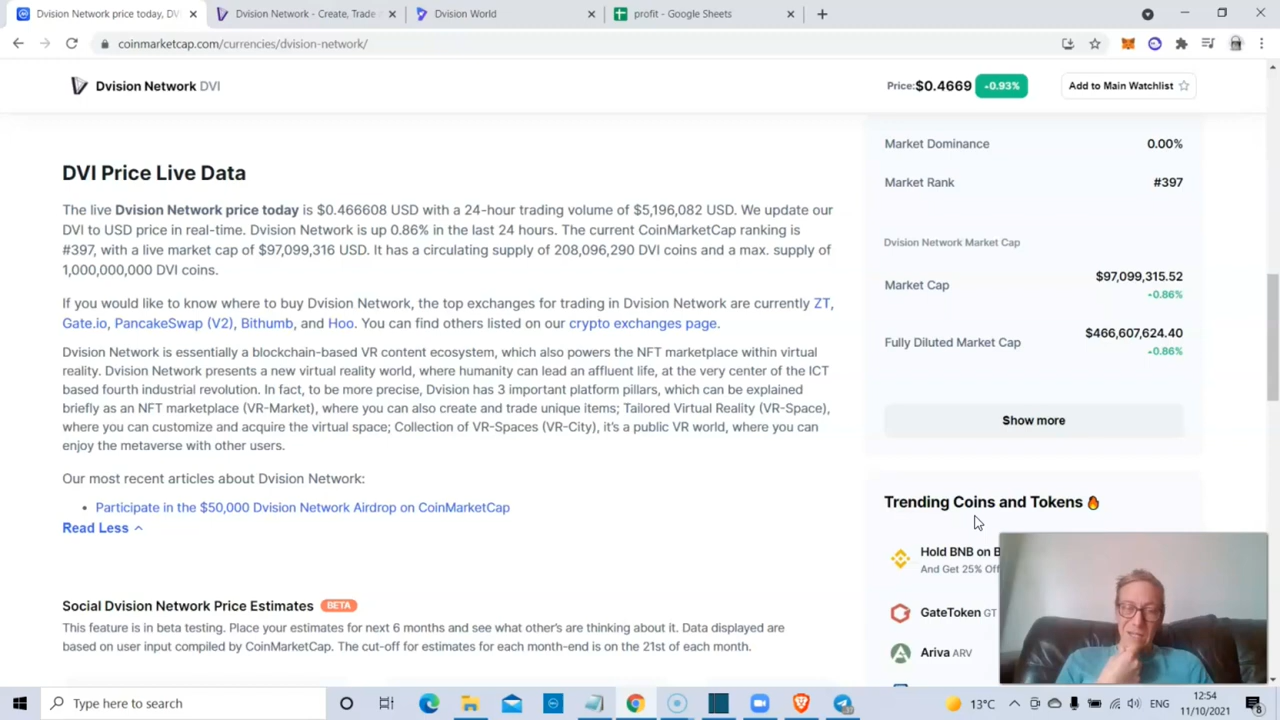 Dvision Network price today, DV
Dvision Network - Create, Trade
Dvision World
profit - Google Sheets
coinmarketcap.com/currencies/dvision-network/
Dvision Network DVI
Price:$0.4669 -0.93%
Add to Main Watchlist
Market Dominance 0.00%
Market Rank #397
Dvision Network Market Cap
Market Cap $97,099,315.52
-0.86%
Fully Diluted Market Cap $466,607,624.40
-0.86%
Show more
DVI Price Live Data
The live Dvision Network price today is $0.466608 USD with a 24-hour trading volume of $5,196,082 USD. We update our
DVI to USD price in real-time. Dvision Network is up 0.86% in the last 24 hours. The current CoinMarketCap ranking is
#397, with a live market cap of $97,099,316 USD. It has a circulating supply of 208,096,290 DVI coins and a max. supply of
1,000,000,000 DVI coins.
If you would like to know where to buy Dvision Network, the top exchanges for trading in Dvision Network are currently ZT,
Gate.io, PancakeSwap (V2), Bithumb, and Hoo. You can find others listed on our crypto exchanges page.
Dvision Network is essentially a blockchain-based VR content ecosystem, which also powers the NFT marketplace within virtual
reality. Dvision Network presents a new virtual reality world, where humanity can lead an affluent life, at the very center of the ICT
based fourth industrial revolution. In fact, to be more precise, Dvision has 3 important platform pillars, which can be explained
briefly as an NFT marketplace (VR-Market), where you can also create and trade unique items; Tailored Virtual Reality (VR-Space),
where you can customize and acquire the virtual space; Collection of VR-Spaces (VR-City), it's a public VR world, where you can
enjoy the metaverse with other users.
Our most recent articles about Dvision Network:
• Participate in the $50,000 Dvision Network Airdrop on CoinMarketCap
Read Less
Social Dvision Network Price Estimates BETA
This feature is in beta testing. Place your estimates for next 6 months and see what other's are thinking about it. Data displayed are
based on user input compiled by CoinMarketCap. The cut-off for estimates for each month-end is on the 21st of each month.
Trending Coins and Tokens 🔥
Hold BNB on B
And Get 25% Off
GateToken GT
Ariva ARV
Type here to search
13°C
ENG
12:54
11/10/2021
8